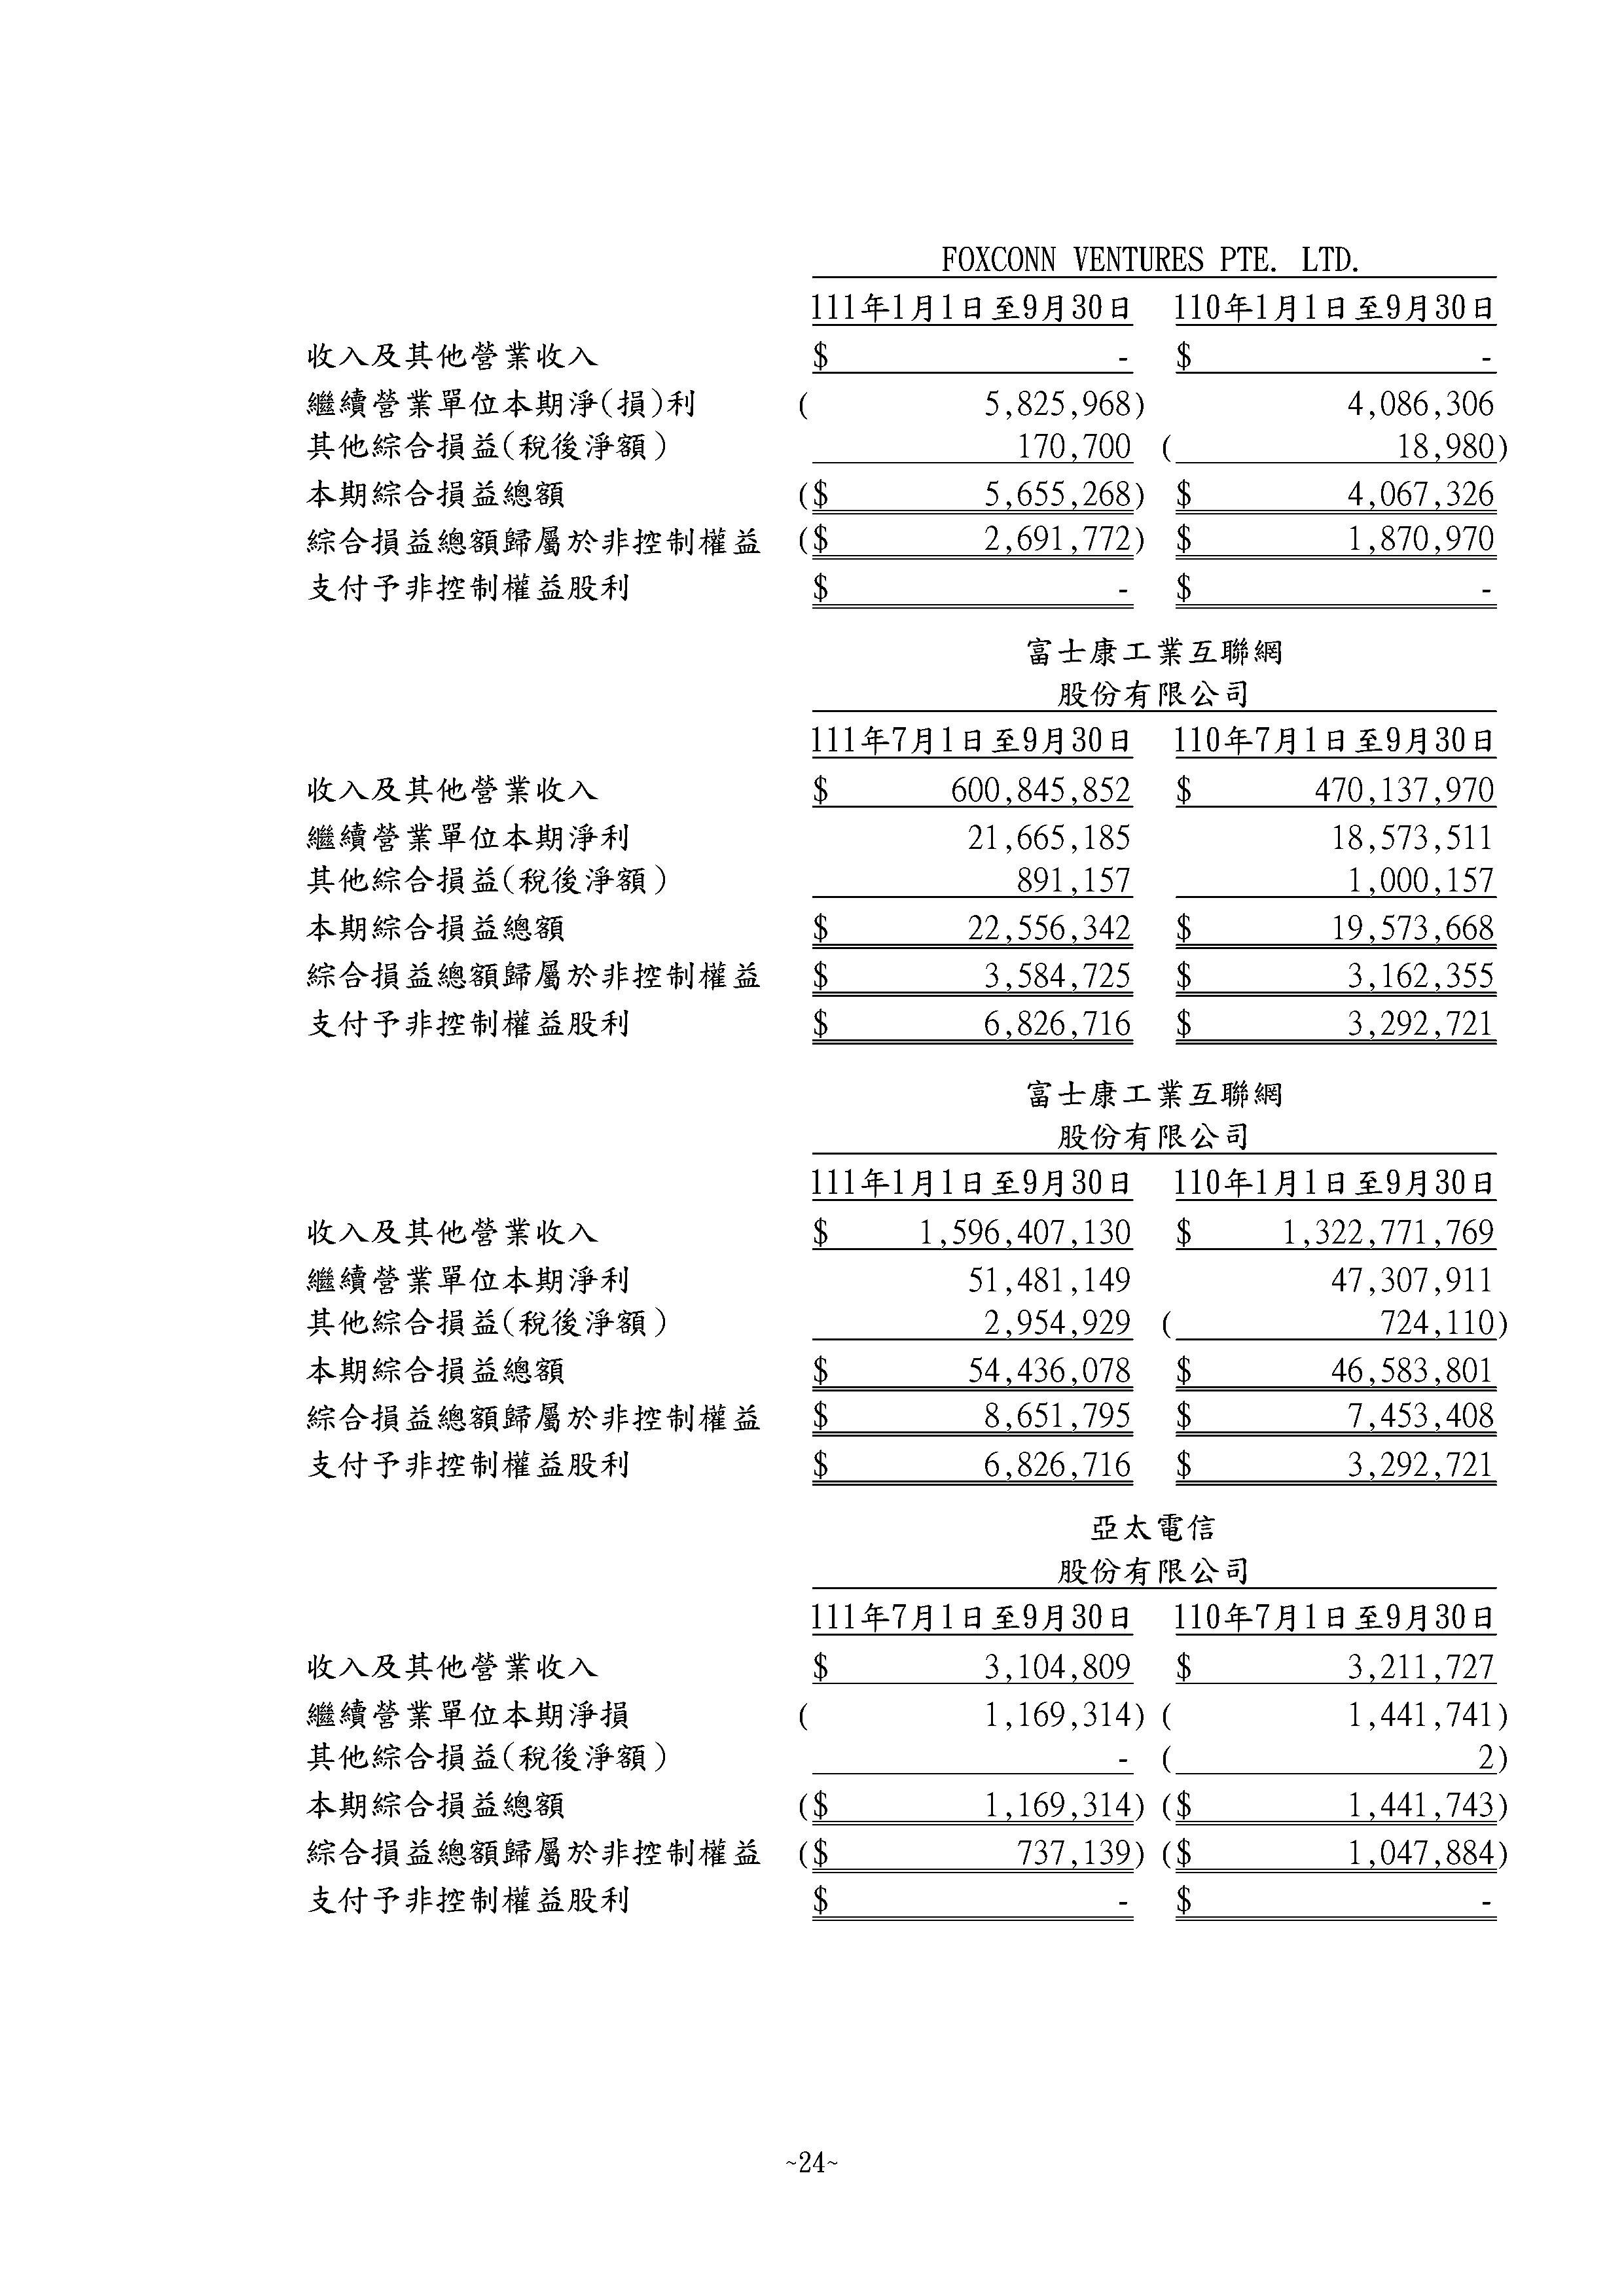 FOXCONN VENTURES PTE. LTD.
111年1月1日至9月30日 110年1月1日至9月30日
收入及其他營業收入 $ - $ -
繼續營業單位本期淨(損)利 ( 5,825,968) 4,086,306
其他綜合損益(稅後淨額) 170,700 ( 18,980)
本期綜合損益總額 ($ 5,655,268) $ 4,067,326
綜合損益總額歸屬於非控制權益 ($ 2,691,772) $ 1,870,970
支付予非控制權益股利 $ - $ -
富士康工業互聯網
股份有限公司
111年7月1日至9月30日 110年7月1日至9月30日
收入及其他營業收入 $ 600,845,852 $ 470,137,970
繼續營業單位本期淨利 21,665,185 18,573,511
其他綜合損益(稅後淨額) 891,157 1,000,157
本期綜合損益總額 $ 22,556,342 $ 19,573,668
綜合損益總額歸屬於非控制權益 $ 3,584,725 $ 3,162,355
支付予非控制權益股利 $ 6,826,716 $ 3,292,721
富士康工業互聯網
股份有限公司
111年1月1日至9月30日 110年1月1日至9月30日
收入及其他營業收入 $ 1,596,407,130 $ 1,322,771,769
繼續營業單位本期淨利 51,481,149 47,307,911
其他綜合損益(稅後淨額) 2,954,929 ( 724,110)
本期綜合損益總額 $ 54,436,078 $ 46,583,801
綜合損益總額歸屬於非控制權益 $ 8,651,795 $ 7,453,408
支付予非控制權益股利 $ 6,826,716 $ 3,292,721
亞太電信
股份有限公司
111年7月1日至9月30日 110年7月1日至9月30日
收入及其他營業收入 $ 3,104,809 $ 3,211,727
繼續營業單位本期淨損 ( 1,169,314) ( 1,441,741)
其他綜合損益(稅後淨額) - ( 2)
本期綜合損益總額 ($ 1,169,314) ($ 1,441,743)
綜合損益總額歸屬於非控制權益 ($ 737,139) ($ 1,047,884)
支付予非控制權益股利 $ - $ -
~24~